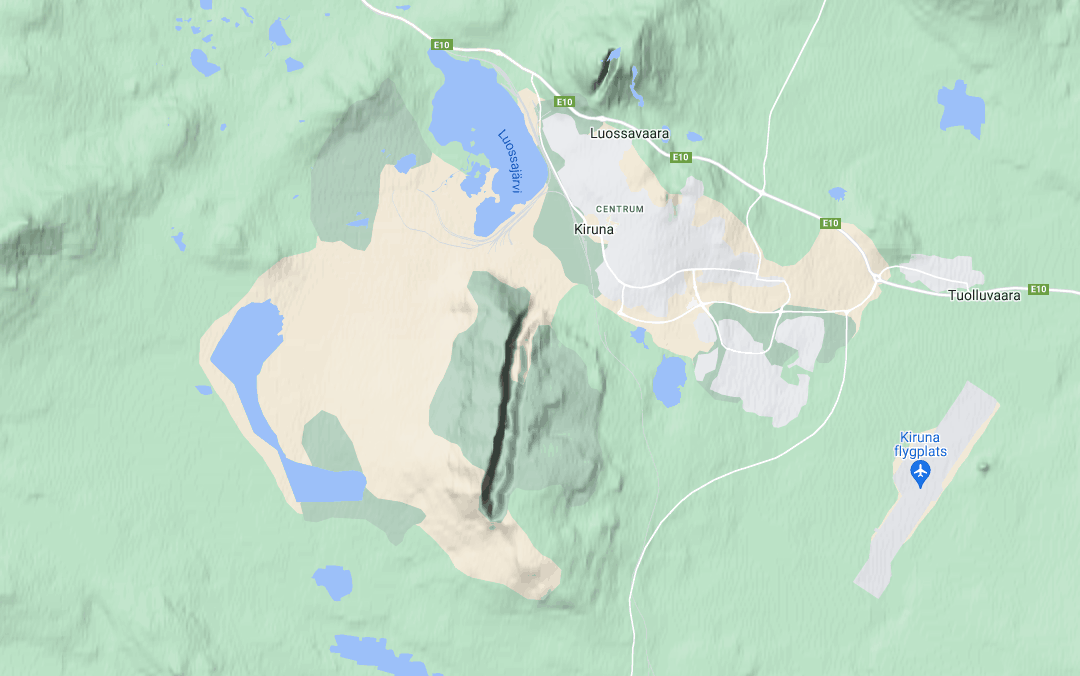 E10
E10
Luossavaara
Luossajärvi
E10
CENTRUM
E10
Kiruna
E10
Tuolluvaara
Kiruna
flygplats